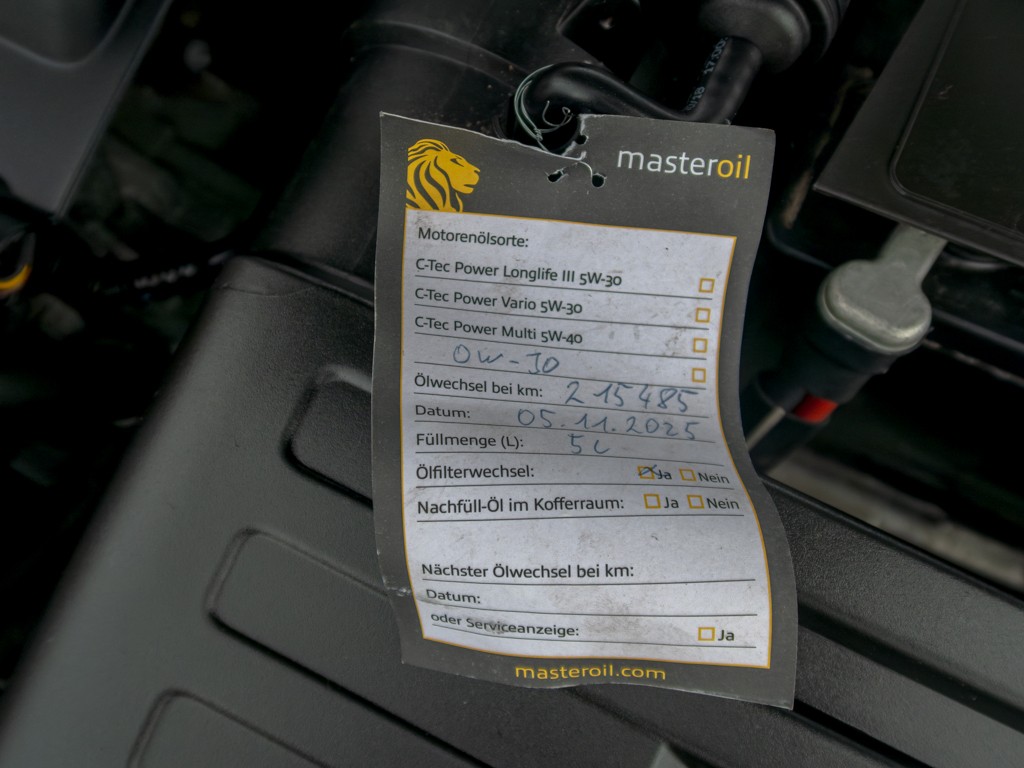 masteroil
Motorenölsorte:
C-Tec Power Longlife III 5W-30
C-Tec Power Vario 5W-30
C-Tec Power Multi 5W-40
0W-30
Ölwechsel bei km: 215485
Datum: 05.11.2025
Füllmenge (L): 5L
Ölfilterwechsel: Ja Nein
Nachfüll-Öl im Kofferraum: Ja Nein
Nächster Ölwechsel bei km:
Datum:
oder Serviceanzeige: Ja
masteroil.com